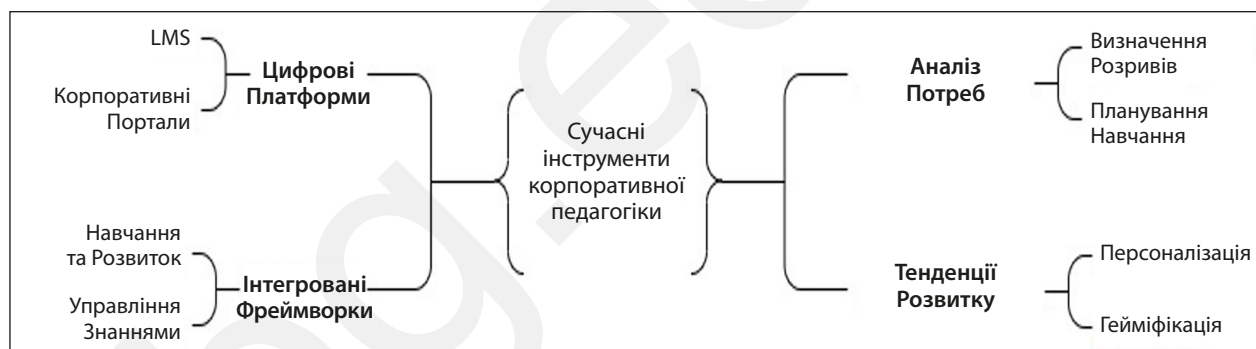 LMS
Корпоративні
Портали
Цифрові
Платформи
Навчання
та Розвиток
Управління
Знаннями
Інтегровані
Фреймворки
Сучасні
інструменти
корпоративної
педагогіки
Аналіз
Потреб
Визначення
Розривів
Планування
Навчання
Тенденції
Розвитку
Персоналізація
Гейміфікація